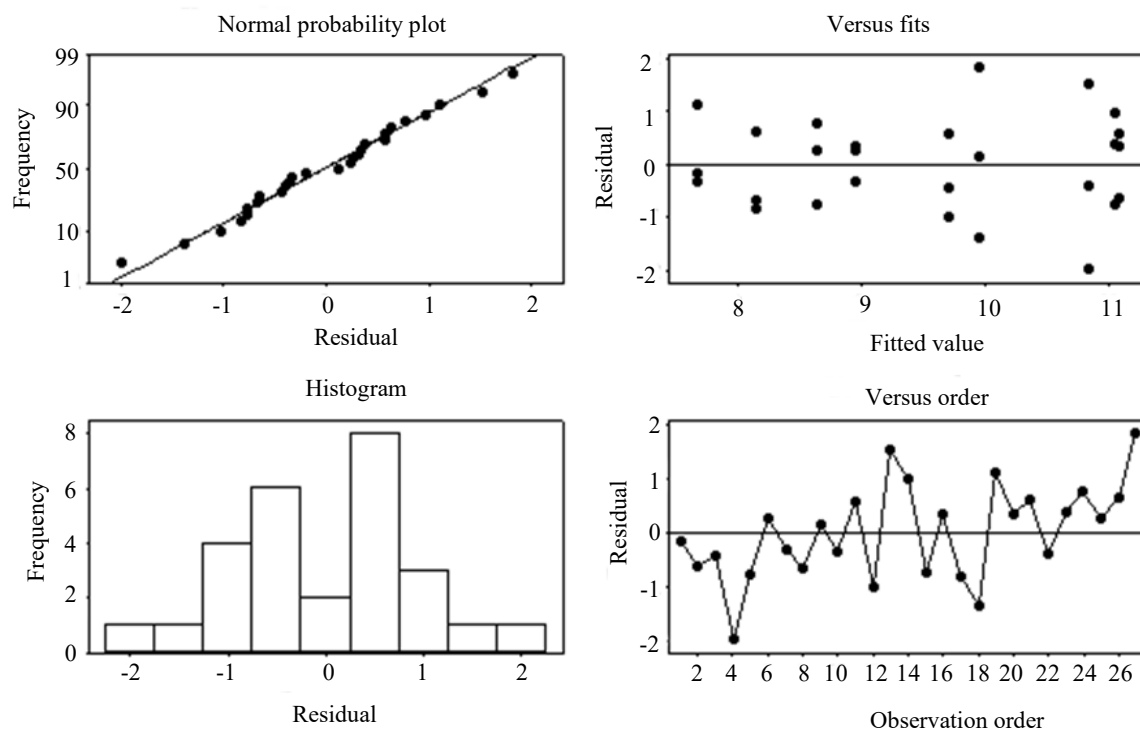 Normal probability plot
99
90
50
10
1
Frequency
-2 -1 0 1 2
Residual
Versus fits
2
1
0
-1
-2
Residual
8 9 10 11
Fitted value
Histogram
8
6
4
2
0
Frequency
-2 -1 0 1 2
Residual
Versus order
2
1
0
-1
-2
Residual
2 4 6 8 10 12 14 16 18 20 22 24 26
Observation order